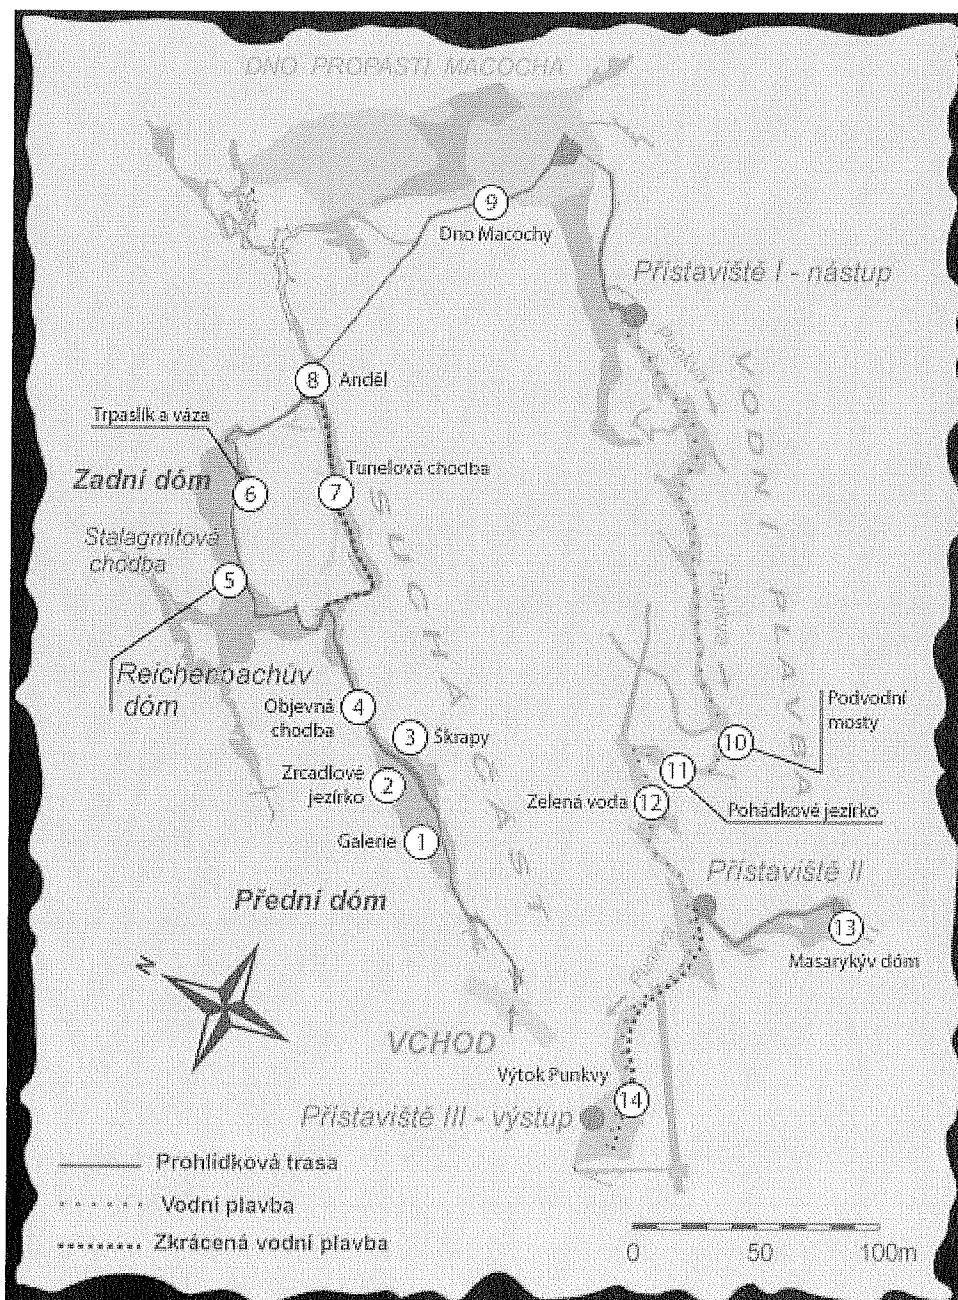 DNO PROPASTI MACOCHA
9
Dno Macochy
Přístaviště I - nástup
Punkva
8
Anděl
Trpaslík a váza
Zadní dóm
6
7
Tunelová chodba
Stalagmitová
chodba
5
Reichenbachův
dóm
SUCHÁ ČÁST
VODNÍ PLAVBA
Punkva
Objevná
chodba
4
3
Škrapy
Zrcadlové
jezírko
2
Galerie
1
Přední dóm
Podvodní
mosty
10
11
Zelená voda
12
Pohádkové jezírko
Přístaviště II
13
Masarykýv dóm
N
VCHOD
Výtok Punkvy
14
Přístaviště III - výstup
Prohlídková trasa
Vodní plavba
Zkrácená vodní plavba
0
50
100m